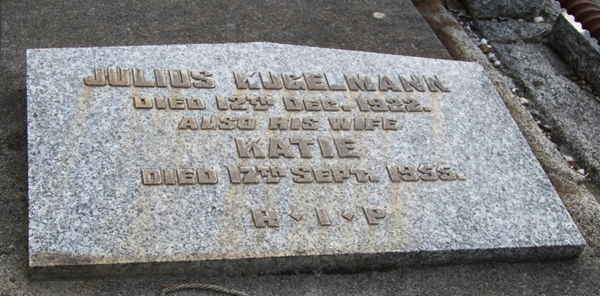 JULIUS KUGELMANN
DIED 12TH DEC. 1922.
ALSO HIS WIFE
KATIE
DIED 17TH SEPT. 1933.
R · I · P